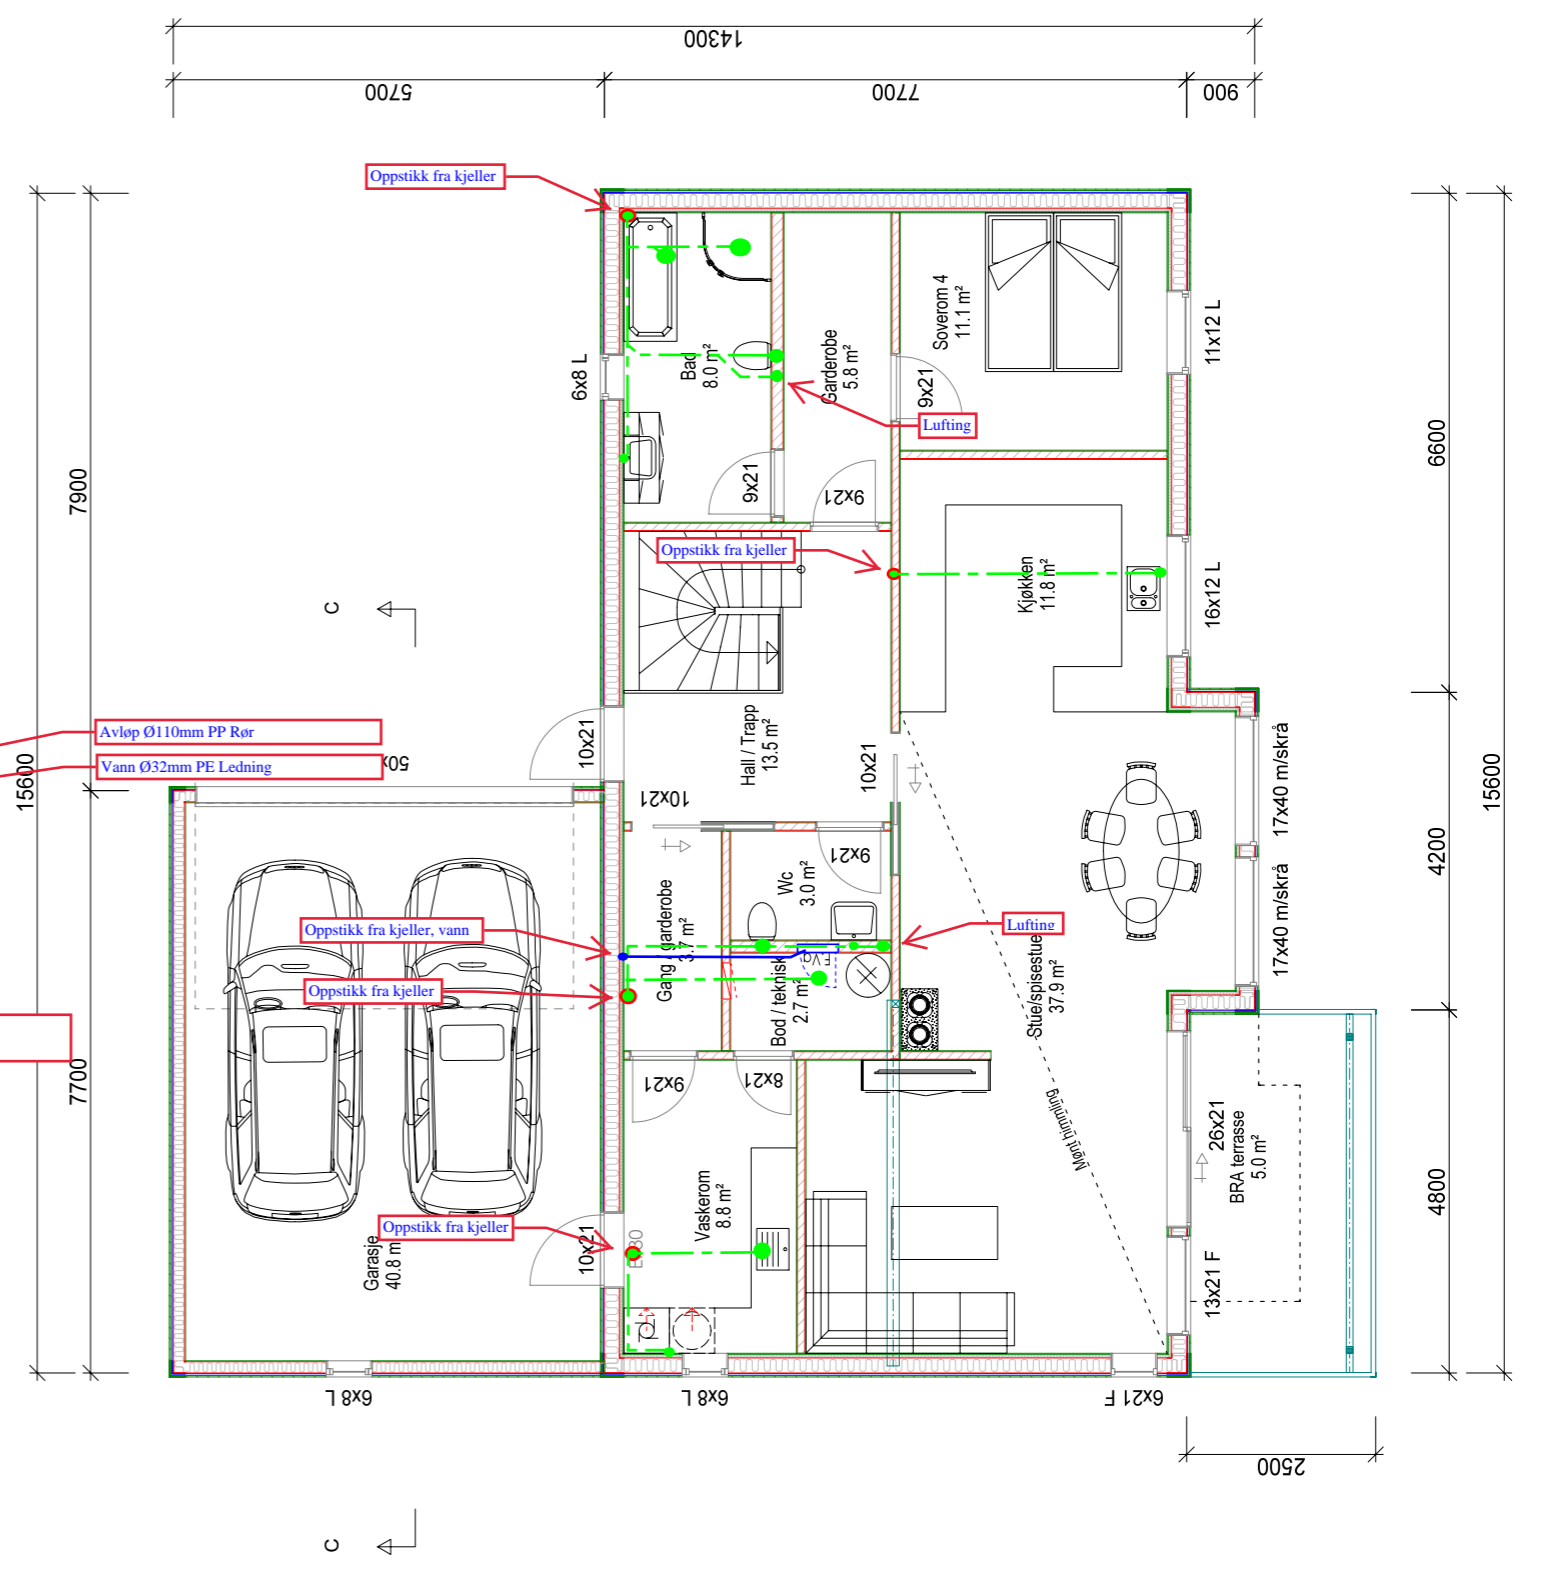 14300
5700
7700
900
Oppstikk fra kjeller
6x8 L
Bad
8.0 m²
Garderobe
5.8 m²
Soverom 4
11.1 m²
9x21
11x12 L
Lufting
9x21
9x21
7900
6600
Oppstikk fra kjeller
Kjøkken
11.8 m²
16x12 L
C
Avløp Ø110mm PP Rør
Vann Ø32mm PE Ledning
50x
15600
10x21
Hall / Trapp
13.5 m²
10x21
10x21
17x40 m/skrå
15600
4200
9x21
Wc
3.0 m²
Gang / garderobe
3.7 m²
Oppstikk fra kjeller, vann
Lufting
17x40 m/skrå
Oppstikk fra kjeller
Bod / teknisk
2.7 m²
Stue/spisestue
37.9 m²
7700
9x21
8x21
Mønt himling
26x21
BRA terrasse
5.0 m²
4800
Vaskerom
8.8 m²
Oppstikk fra kjeller
Garasje
40.8 m
10x21
13x21 F
6x8 L
6x8 L
6x21 F
2500
C